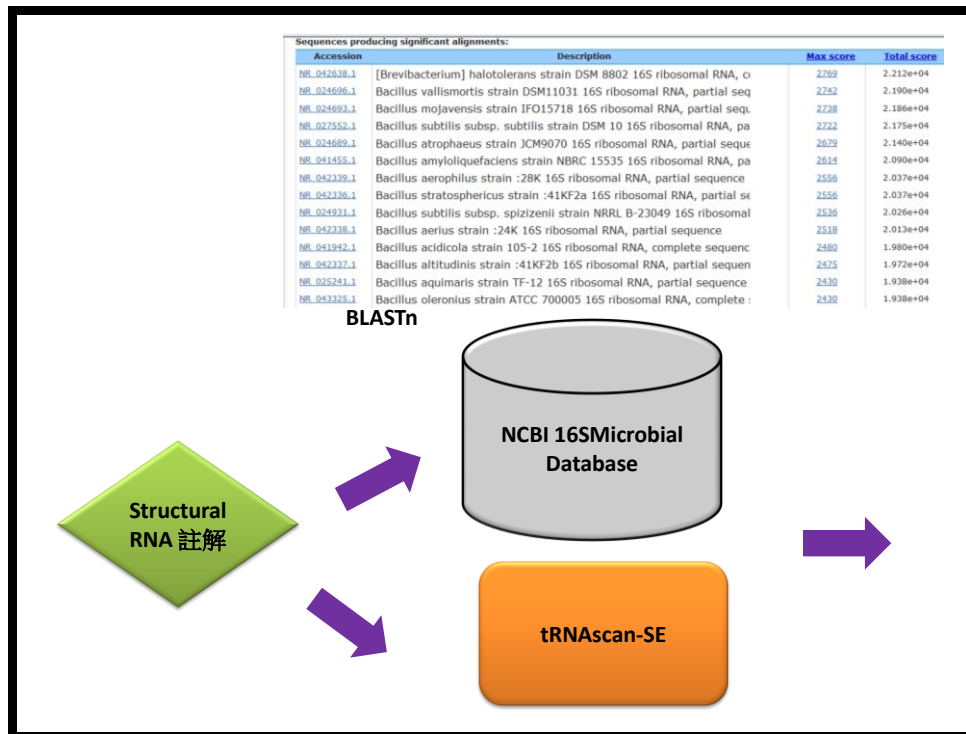 Sequences producing significant alignments:
Accession Description Max score Total score
NR_042638.1 [Brevibacterium] halotolerans strain DSM 8802 16S ribosomal RNA, 2769 2.212e+04
NR_024696.1 Bacillus vallismortis strain DSM11031 16S ribosomal RNA, partial seq 2742 2.190e+04
NR_024693.1 Bacillus mojavensis strain IFO15718 16S ribosomal RNA, partial sequ 2738 2.186e+04
NR_027552.1 Bacillus subtilis subsp. subtilis strain DSM 10 16S ribosomal RNA, pa 2722 2.175e+04
NR_024689.1 Bacillus atrophaeus strain JCM9070 16S ribosomal RNA, partial seque 2679 2.140e+04
NR_041455.1 Bacillus amyloliquefaciens strain NBRC 15535 16S ribosomal RNA, pa 2614 2.090e+04
NR_042339.1 Bacillus aerophilus strain :28K 16S ribosomal RNA, partial sequence 2556 2.037e+04
NR_042336.1 Bacillus stratosphericus strain :41KF2a 16S ribosomal RNA, partial se 2556 2.037e+04
NR_024931.1 Bacillus subtilis subsp. spizizenii strain NRRL B-23049 16S ribosomal 2536 2.026e+04
NR_042338.1 Bacillus aerius strain :24K 16S ribosomal RNA, partial sequence 2518 2.013e+04
NR_041942.1 Bacillus acidicola strain 105-2 16S ribosomal RNA, complete sequenc 2480 1.980e+04
NR_042337.1 Bacillus altitudinis strain :41KF2b 16S ribosomal RNA, partial sequen 2475 1.972e+04
NR_025241.1 Bacillus aquimaris strain TF-12 16S ribosomal RNA, partial sequence 2430 1.938e+04
NR_043325.1 Bacillus oleronius strain ATCC 700005 16S ribosomal RNA, complete 2430 1.938e+04
BLASTn
NCBI 16SMicrobial
Database
Structural
RNA 註解
tRNAscan-SE